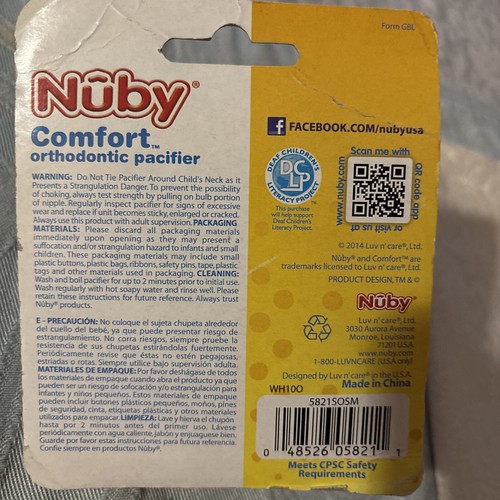 Form GBL
Nūby®
Comfort™
orthodontic pacifier
WARNING: Do Not Tie Pacifier Around Child's Neck as it
Presents a Strangulation Danger. To prevent the possibility
of choking, always test strength by pulling on bulb portion
of nipple. Regularly inspect pacifier for signs of excessive
wear and replace if unit becomes sticky, enlarged or cracked.
Always use this product with adult supervision. PACKAGING
MATERIALS: Please discard all packaging materials
immediately upon opening as they may present a
suffocation and/or strangulation hazard to infants and small
children. These packaging materials may include small
plastic buttons, plastic bags, ribbons, safety pins, tape, plastic
tags and other materials used in packaging. CLEANING:
Wash and boil pacifier for up to 2 minutes prior to initial use.
Wash regularly with hot soapy water and rinse well. Please
retain these instructions for future reference. Always trust
Nûby® products.
E - PRECAUCIÓN: No coloque el sujeta chupeta alrededor
del cuello del bebé, ya que puede presentar riesgo de
estrangulamiento. No corra riesgos, siempre pruebe la
resistencia de sus chupetas estirándolas fuertemente.
Periódicamente revise que éstas no estén pegajosas,
estriadas o rotas. Siempre utilice bajo supervisión adulta.
MATERIALES DE EMPAQUE: Por favor deshágase de todos
los materiales de empaque cuando abra el producto ya que
pueden ser un riesgo de sofocación y/o estrangulación para
infantes y niños pequeños. Estos materiales de empaque
pueden incluir botones plásticos pequeños, moños, pines
de seguridad, cinta, etiquetas plásticas y otros materiales
utilizados para empacar. LIMPIEZA: Lave y hierva el chupón
hasta por 2 minutos antes del primer uso. Lávese
periódicamente con agua caliente, jabón y enjuaguese bien.
Guarde por favor estas instrucciones para futura referencia.
Confíe siempre en productos Nûby®.
f FACEBOOK.COM/nubyusa
DEAF CHILDREN'S
LITERACY PROJECT
DCLP
This purchase
will help support
Deaf Children's
Literacy Project.
Scan me with
QR code app
or visit us at
www.nuby.com
© 2014 Luv n' care®, Ltd.
Nûby® and Comfort™ are
trademarks licensed to Luv n' care®, Ltd.
PRODUCT DESIGN, ™ & ©
Nūby®
Luv n' care®, Ltd.
3030 Aurora Avenue
Monroe, Louisiana
71201 U.S.A.
www.nuby.com
1-800-LUVNCARE (U.S.A. only)
Designed by Luv n' care® in the U.S.A.
Made in China
WH10O
5821SOSM
0 48526 05821 1
Meets CPSC Safety
Requirements